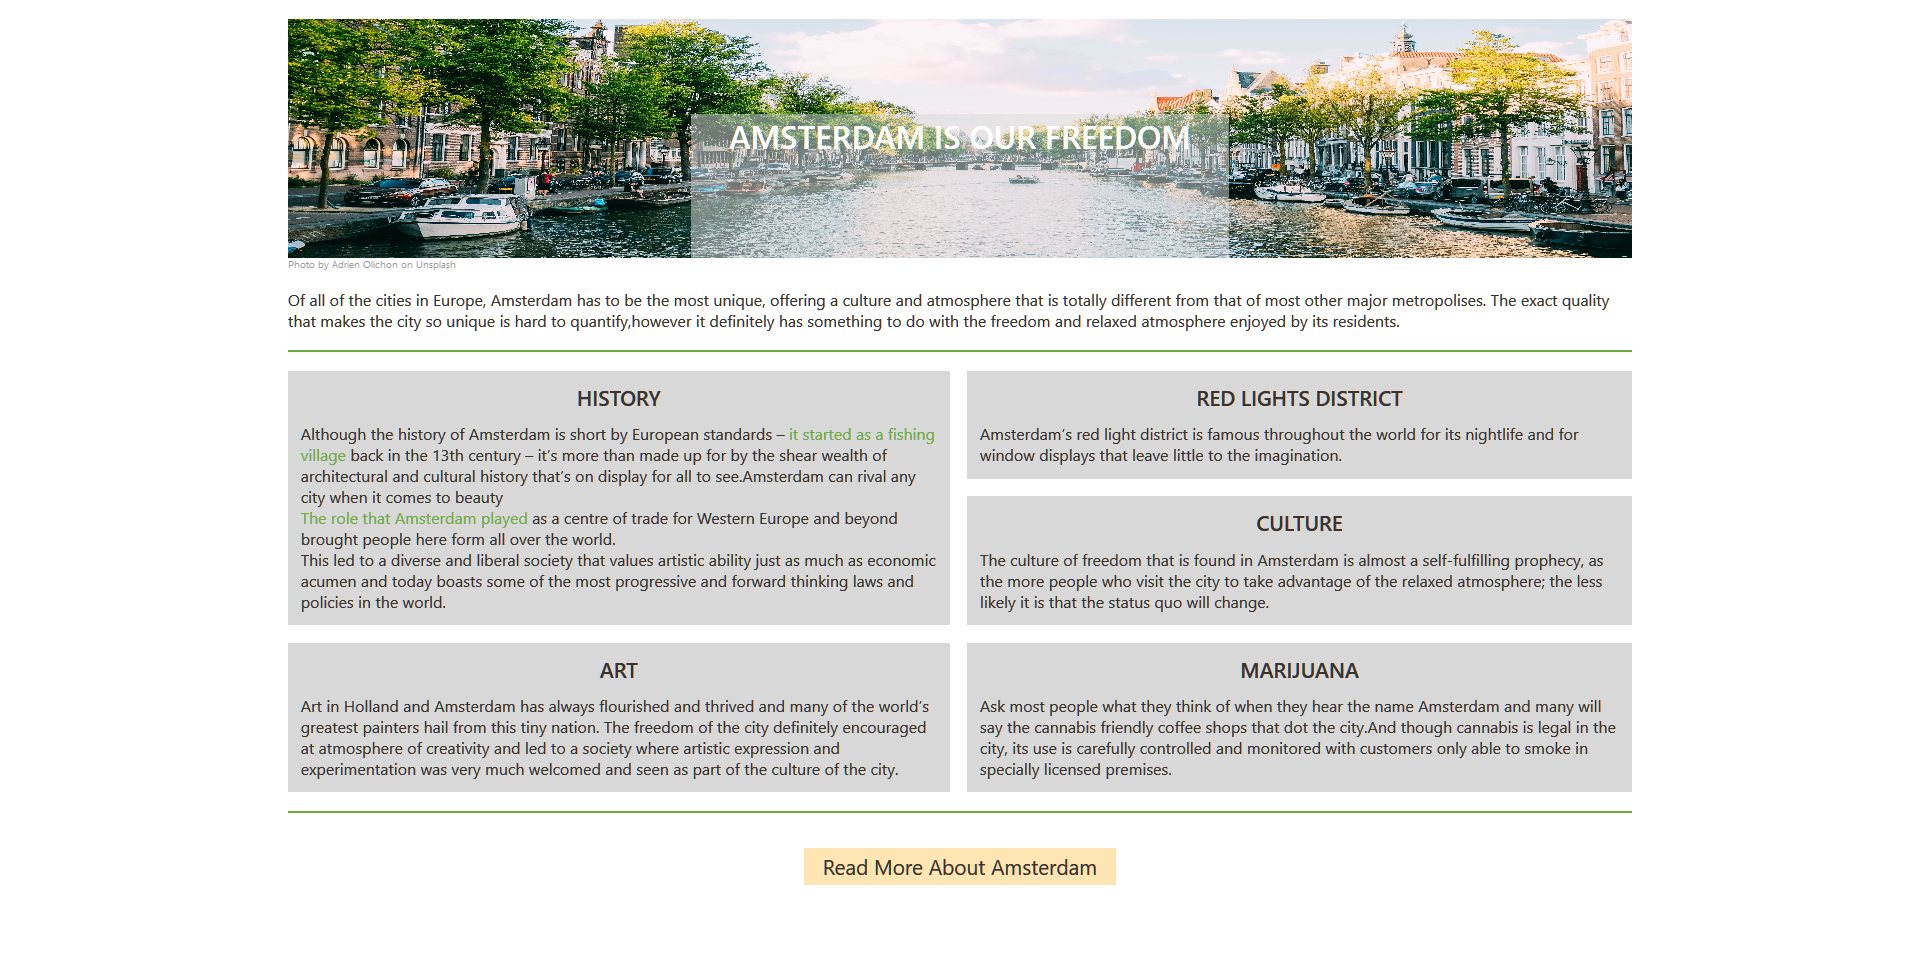 AMSTERDAM IS OUR FREEDOM
Photo by Adrien Olichon on Unsplash
Of all of the cities in Europe, Amsterdam has to be the most unique, offering a culture and atmosphere that is totally different from that of most other major metropolises. The exact quality
that makes the city so unique is hard to quantify,however it definitely has something to do with the freedom and relaxed atmosphere enjoyed by its residents.
HISTORY
Although the history of Amsterdam is short by European standards – it started as a fishing
village back in the 13th century – it's more than made up for by the shear wealth of
architectural and cultural history that's on display for all to see.Amsterdam can rival any
city when it comes to beauty
The role that Amsterdam played as a centre of trade for Western Europe and beyond
brought people here form all over the world.
This led to a diverse and liberal society that values artistic ability just as much as economic
acumen and today boasts some of the most progressive and forward thinking laws and
policies in the world.
RED LIGHTS DISTRICT
Amsterdam's red light district is famous throughout the world for its nightlife and for
window displays that leave little to the imagination.
CULTURE
The culture of freedom that is found in Amsterdam is almost a self-fulfilling prophecy, as
the more people who visit the city to take advantage of the relaxed atmosphere; the less
likely it is that the status quo will change.
ART
Art in Holland and Amsterdam has always flourished and thrived and many of the world's
greatest painters hail from this tiny nation. The freedom of the city definitely encouraged
at atmosphere of creativity and led to a society where artistic expression and
experimentation was very much welcomed and seen as part of the culture of the city.
MARIJUANA
Ask most people what they think of when they hear the name Amsterdam and many will
say the cannabis friendly coffee shops that dot the city.And though cannabis is legal in the
city, its use is carefully controlled and monitored with customers only able to smoke in
specially licensed premises.
Read More About Amsterdam